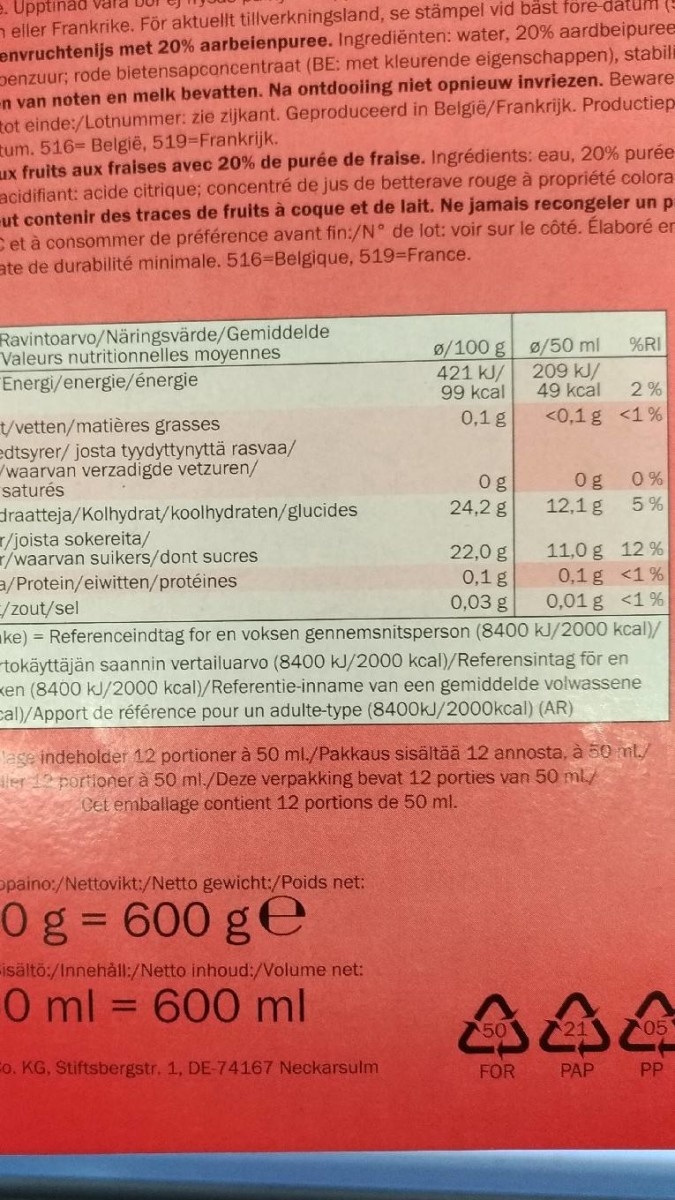 n eller Frankrike. För aktuellt tillverkningsland, se stämpel vid bäst före-datum (
envruchtenijs met 20% aarbeienpuree. Ingrediënten: water, 20% aardbeipuree
oenzuur; rode bietensapconcentraat (BE: met kleurende eigenschappen), stabili
n van noten en melk bevatten. Na ontdooiing niet opnieuw invriezen. Beware
tot einde:/Lotnummer: zie zijkant. Geproduceerd in België/Frankrijk. Productiep
tum. 516= België, 519=Frankrijk.
ux fruits aux fraises avec 20% de purée de fraise. Ingrédients: eau, 20% purée
acidifiant: acide citrique; concentré de jus de betterave rouge à propriété colora
ut contenir des traces de fruits à coque et de lait. Ne jamais recongeler un p
C et à consommer de préférence avant fin:/N° de lot: voir sur le côté. Élaboré en
ate de durabilité minimale. 516=Belgique, 519=France.
Ravintoarvo/Näringsvärde/Gemiddelde
Valeurs nutritionnelles moyennes ø/100 g ø/50 ml %RI
Energi/energie/énergie 421 kJ/ 209 kJ/
99 kcal 49 kcal 2 %
t/vetten/matières grasses 0,1 g <0,1 g <1 %
edtsyrer/ josta tyydyttynyttä rasvaa/
/waarvan verzadigde vetzuren/
saturés 0 g 0 g 0 %
draatteja/Kolhydrat/koolhydraten/glucides 24,2 g 12,1 g 5 %
r/joista sokereita/
r/waarvan suikers/dont sucres 22,0 g 11,0 g 12 %
a/Protein/eiwitten/protéines 0,1 g 0,1 g <1 %
/zout/sel 0,03 g 0,01 g <1 %
ke) = Referenceindtag for en voksen gennemsnitsperson (8400 kJ/2000 kcal)/
rtokäyttäjän saannin vertailuarvo (8400 kJ/2000 kcal)/Referensintag för en
ken (8400 kJ/2000 kcal)/Referentie-inname van een gemiddelde volwassene
cal)/Apport de référence pour un adulte-type (8400kJ/2000kcal) (AR)
lage indeholder 12 portioner à 50 ml./Pakkaus sisältää 12 annosta, à 50 ml./
ller 12 portioner à 50 ml./Deze verpakking bevat 12 porties van 50 ml./
Cet emballage contient 12 portions de 50 ml.
opaino:/Nettovikt:/Netto gewicht:/Poids net:
0 g = 600 g e
isältö:/Innehåll:/Netto inhoud:/Volume net:
0 ml = 600 ml
50 21 05
Co. KG, Stiftsbergstr. 1, DE-74167 Neckarsulm FOR PAP PP